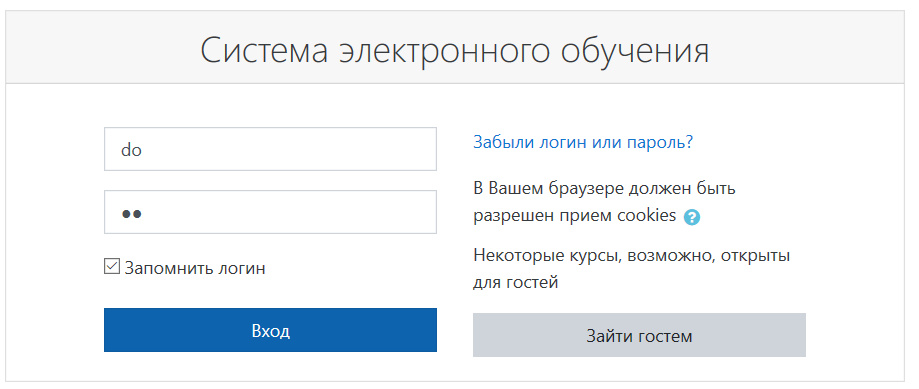 Система электронного обучения
do
••
Запомнить логин
Вход
Забыли логин или пароль?
В Вашем браузере должен быть
разрешен прием cookies ?
Некоторые курсы, возможно, открыты
для гостей
Зайти гостем